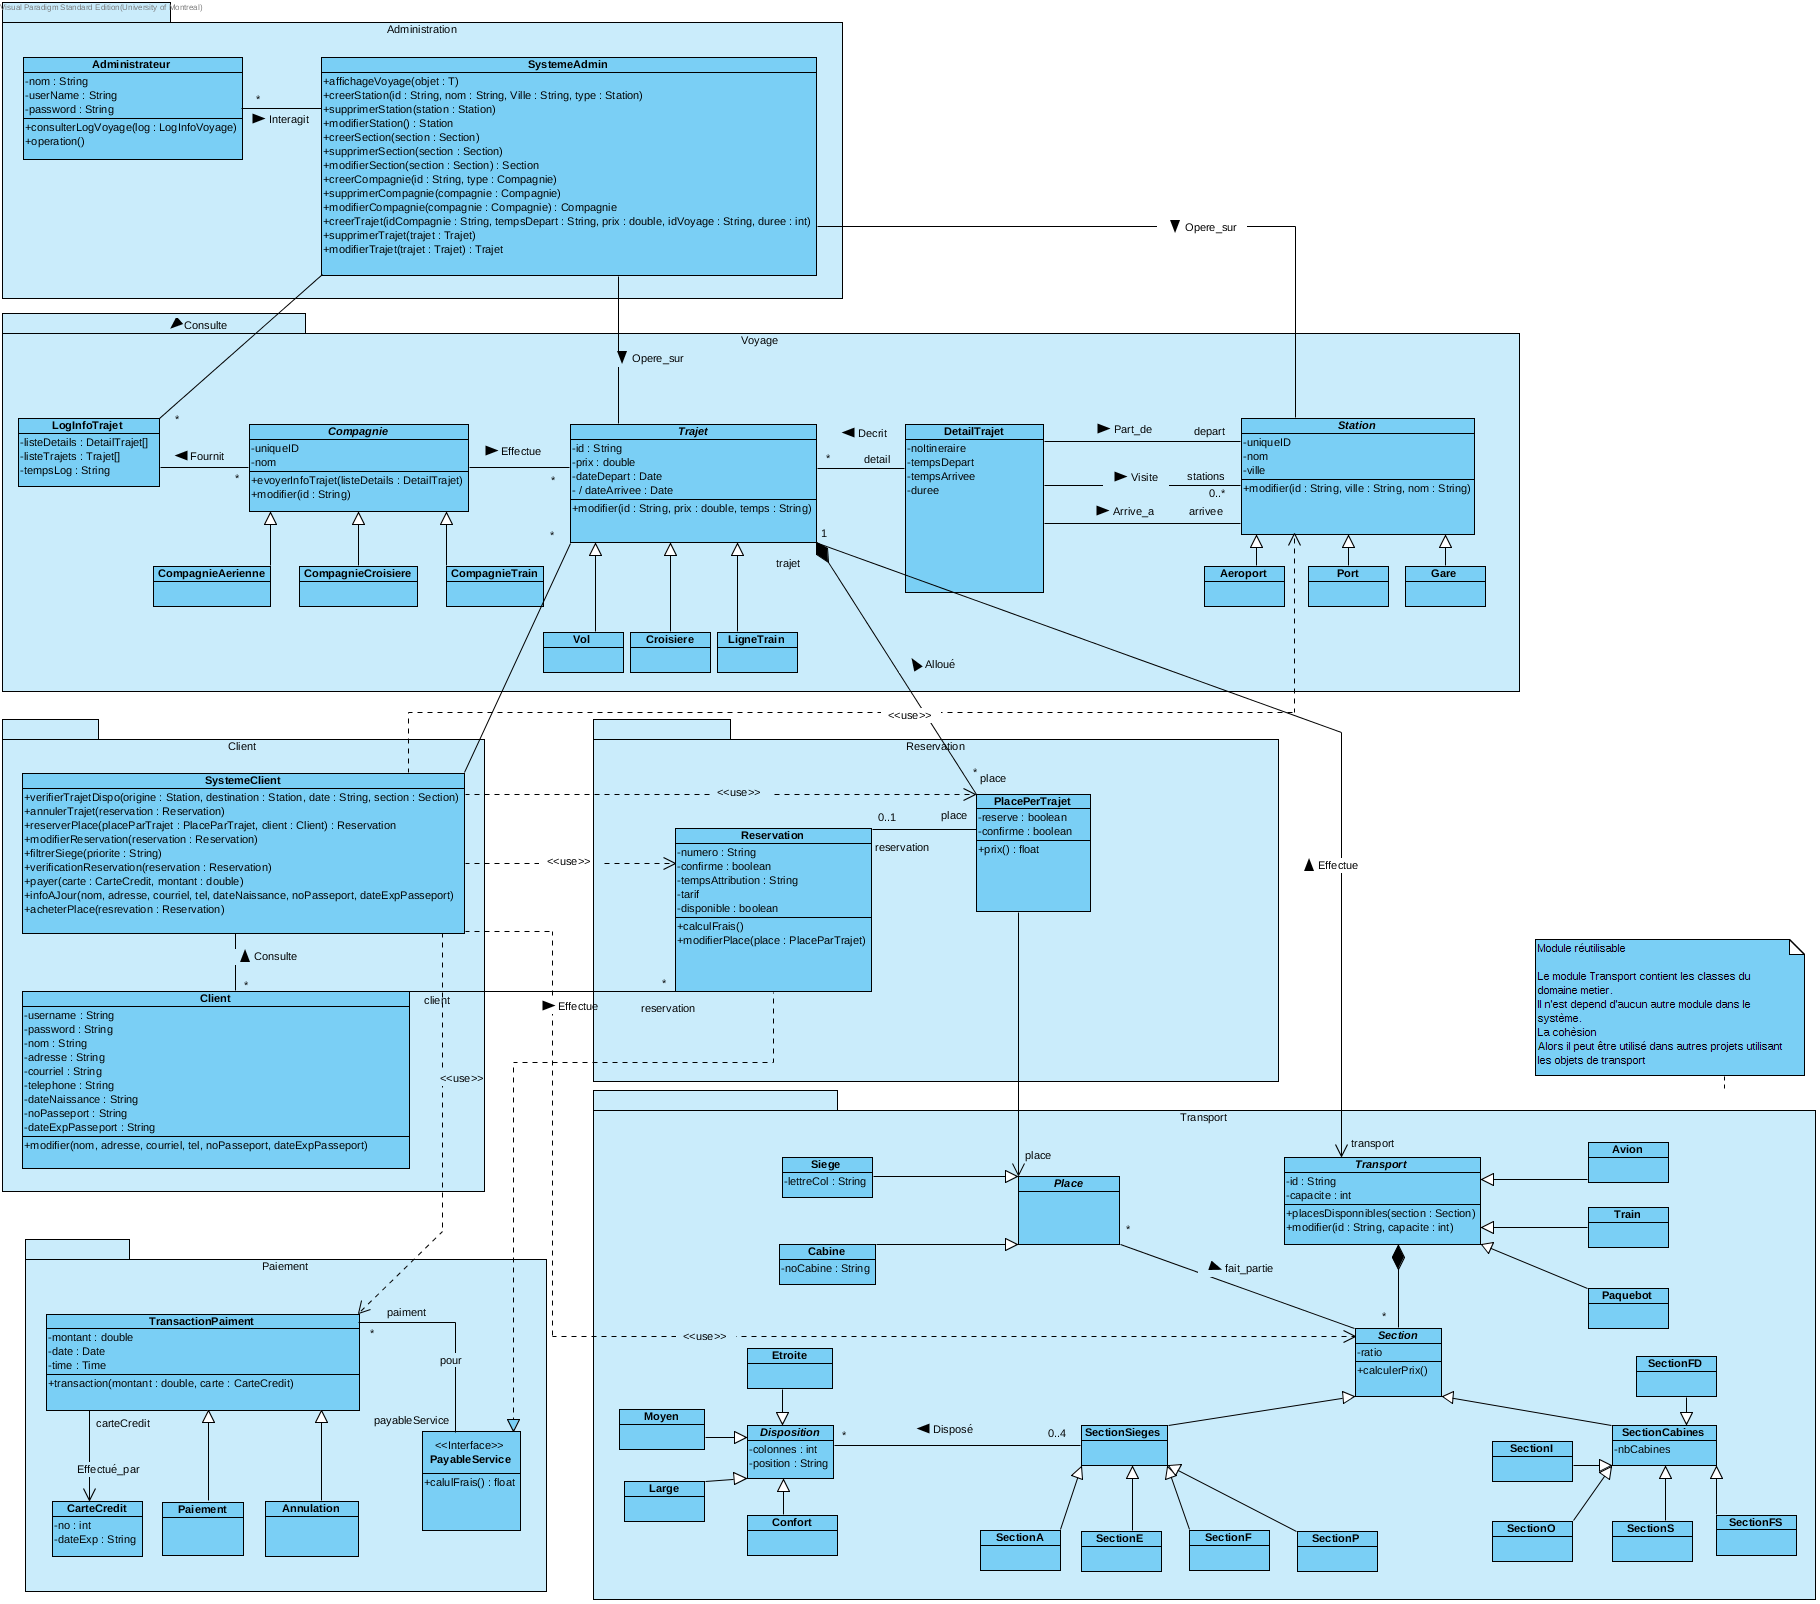 Visual Paradigm Standard Edition(University of Montreal)
Administration
Administrateur
-nom : String
-userName : String
-password : String
+consulterLogVoyage(log : LogInfoVoyage)
+operation()
*
Interagit
SystemeAdmin
+affichageVoyage(objet : T)
+creerStation(id : String, nom : String, Ville : String, type : Station)
+supprimerStation(station : Station)
+modifierStation() : Station
+creerSection(section : Section)
+supprimerSection(section : Section)
+modifierSection(section : Section) : Section
+creerCompagnie(id : String, type : Compagnie)
+supprimerCompagnie(compagnie : Compagnie)
+modifierCompagnie(compagnie : Compagnie) : Compagnie
+creerTrajet(idCompagnie : String, tempsDepart : String, prix : double, idVoyage : String, duree : int)
+supprimerTrajet(trajet : Trajet)
+modifierTrajet(trajet : Trajet) : Trajet
Opere_sur
Consulte
Voyage
Opere_sur
*
LogInfoTrajet
-listeDetails : DetailTrajet[]
-listeTrajets : Trajet[]
-tempsLog : String
Fournit
*
Compagnie
-uniqueID
-nom
+evoyerInfoTrajet(listeDetails : DetailTrajet)
+modifier(id : String)
Effectue
*
*
Trajet
-id : String
-prix : double
-dateDepart : Date
- / dateArrivee : Date
+modifier(id : String, prix : double, temps : String)
Decrit
*
detail
DetailTrajet
-noItineraire
-tempsDepart
-tempsArrivee
-duree
Part_de
depart
Visite
stations
0..*
Arrive_a
arrivee
Station
-uniqueID
-nom
-ville
+modifier(id : String, ville : String, nom : String)
1
trajet
CompagnieAerienne
CompagnieCroisiere
CompagnieTrain
Aeroport
Port
Gare
Vol
Croisiere
LigneTrain
Alloué
<<use>>
Client
Reservation
SystemeClient
+verifierTrajetDispo(origine : Station, destination : Station, date : String, section : Section)
+annulerTrajet(reservation : Reservation)
+reserverPlace(placeParTrajet : PlaceParTrajet, client : Client) : Reservation
+modifierReservation(reservation : Reservation)
+filtrerSiege(priorite : String)
+verificationReservation(reservation : Reservation)
+payer(carte : CarteCredit, montant : double)
+infoAJour(nom, adresse, courriel, tel, dateNaissance, noPasseport, dateExpPassport)
+acheterPlace(resrevation : Reservation)
<<use>>
<<use>>
*
place
PlacePerTrajet
-reserve : boolean
-confirme : boolean
+prix() : float
0..1
place
reservation
Reservation
-numero : String
-confirme : boolean
-tempsAttribution : String
-tarif
-disponible : boolean
+calculFrais()
+modifierPlace(place : PlaceParTrajet)
Effectue
Consulte
*
Client
-username : String
-password : String
-nom : String
-adresse : String
-courriel : String
-telephone : String
-dateNaissance : String
-noPasseport : String
-dateExpPasseport : String
+modifier(nom, adresse, courriel, tel, noPasseport, dateExpPasseport)
client
Effectue
*
reservation
<<use>>
Module réutilisable
Le module Transport contient les classes du
domaine metier.
Il n'est depend d'aucun autre module dans le
système.
La cohésion
Alors il peut être utilisé dans autres projets utilisant
les objets de transport
Transport
place
transport
Siege
-lettreCol : String
Place
Cabine
-noCabine : String
*
fait_partie
Transport
-id : String
-capacite : int
+placesDisponnibles(section : Section)
+modifier(id : String, capacite : int)
Avion
Train
Paquebot
*
Section
-ratio
+calculerPrix()
<<use>>
Paiement
TransactionPaiment
-montant : double
-date : Date
-time : Time
+transaction(montant : double, carte : CarteCredit)
paiment
*
pour
carteCredit
Effectué_par
payableService
<<Interface>>
PayableService
+calulFrais() : float
CarteCredit
-no : int
-dateExp : String
Paiement
Annulation
Etroite
Moyen
Large
Confort
Disposition
-colonnes : int
-position : String
*
Disposé
0..4
SectionSieges
SectionA
SectionE
SectionF
SectionP
SectionCabines
-nbCabines
SectionFD
SectionI
SectionO
SectionS
SectionFS